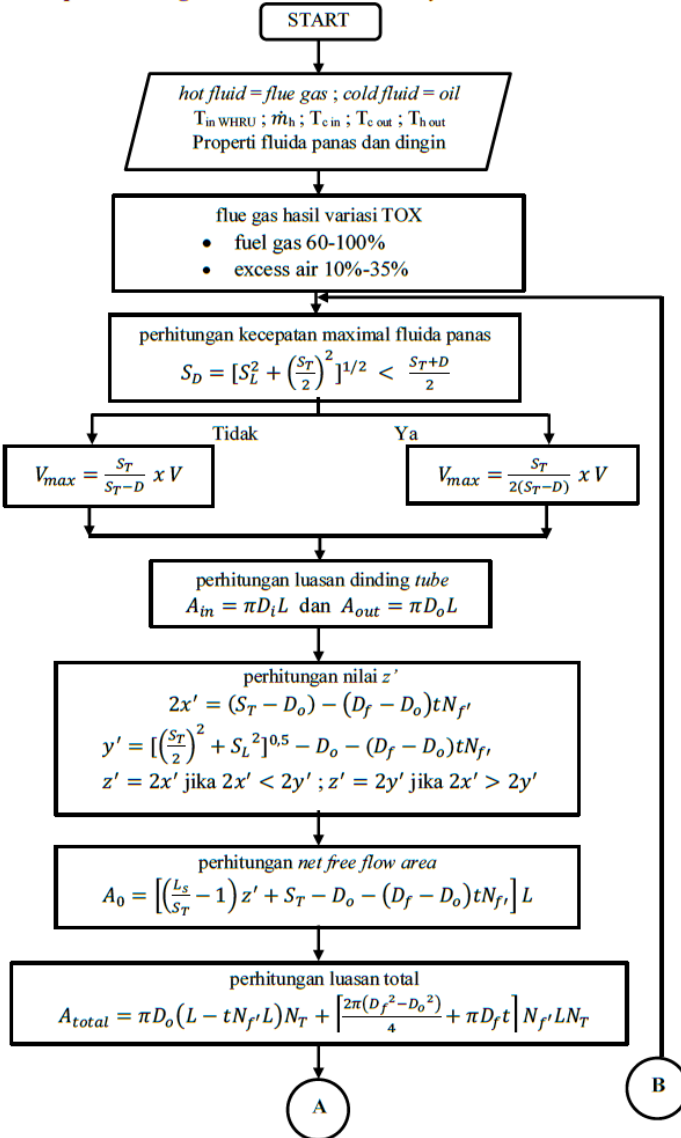 START
hot fluid = flue gas ; cold fluid = oil
T_in WHRU ; ṁ_h ; T_c in ; T_c out ; T_h out
Properti fluida panas dan dingin
flue gas hasil variasi TOX
• fuel gas 60-100%
• excess air 10%-35%
perhitungan kecepatan maximal fluida panas
S_D = [S_L^2 + (S_T/2)^2]^1/2 < (S_T+D)/2
Tidak Ya
V_max = S_T/(S_T−D) x V
V_max = S_T/(2(S_T−D)) x V
perhitungan luasan dinding tube
A_in = πD_iL dan A_out = πD_oL
perhitungan nilai z'
2x' = (S_T − D_o) − (D_f − D_o)tN_f'
y' = [(S_T/2)^2 + S_L^2]^0,5 − D_o − (D_f − D_o)tN_f'
z' = 2x' jika 2x' < 2y' ; z' = 2y' jika 2x' > 2y'
perhitungan net free flow area
A_0 = [(L_s/S_T − 1) z' + S_T − D_o − (D_f − D_o)tN_f'] L
perhitungan luasan total
A_total = πD_o(L − tN_f'L)N_T + [2π(D_f^2−D_o^2)/4 + πD_ft] N_f'LN_T
A
B